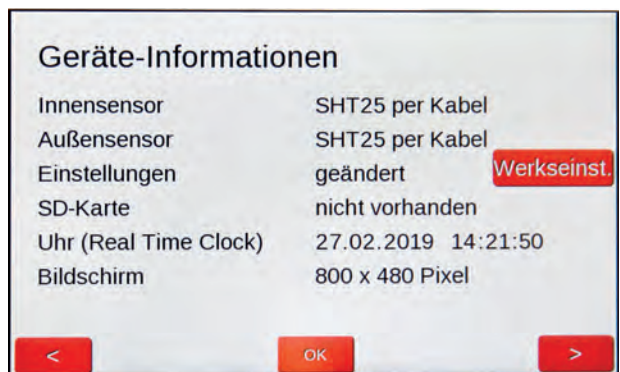 Geräte-Informationen
Innensensor SHT25 per Kabel
Außensensor SHT25 per Kabel
Einstellungen geändert Werkseinst.
SD-Karte nicht vorhanden
Uhr (Real Time Clock) 27.02.2019 14:21:50
Bildschirm 800 x 480 Pixel
< OK >